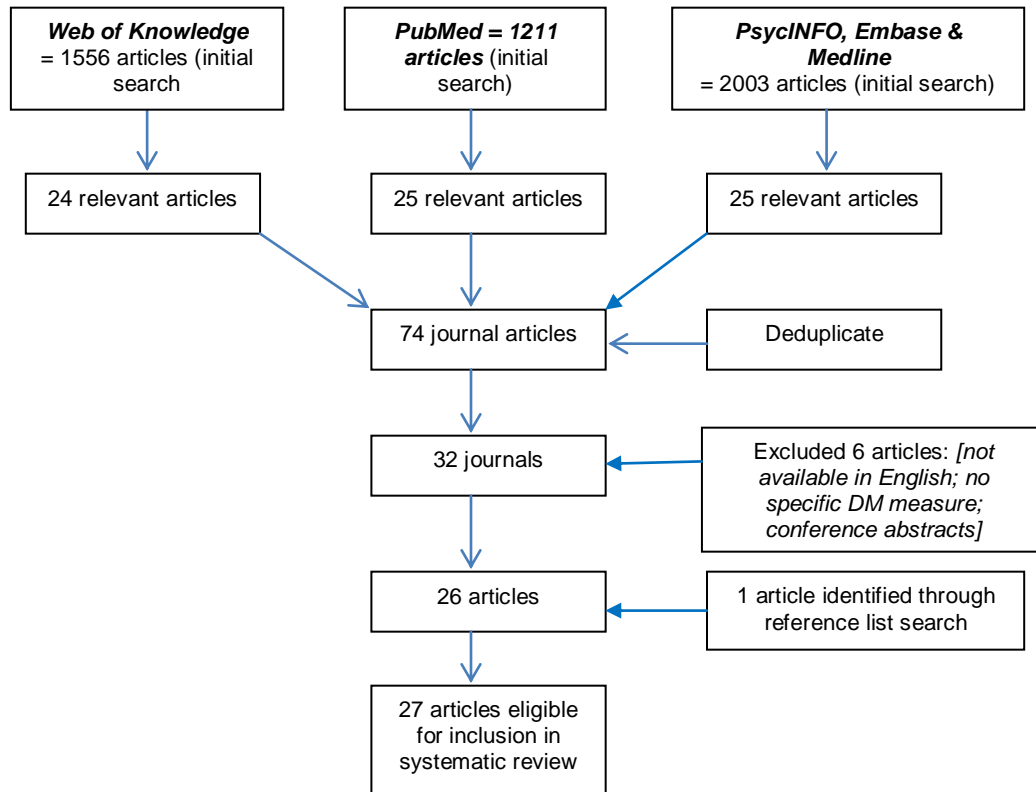 Web of Knowledge
= 1556 articles (initial
search
PubMed = 1211
articles (initial
search)
PsycINFO, Embase &
Medline
= 2003 articles (initial search)
24 relevant articles
25 relevant articles
25 relevant articles
74 journal articles
Deduplicate
32 journals
Excluded 6 articles: [not
available in English; no
specific DM measure;
conference abstracts]
26 articles
1 article identified through
reference list search
27 articles eligible
for inclusion in
systematic review